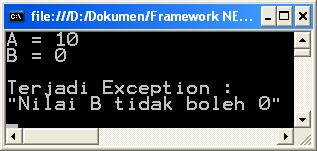 file:///D:/Dokumen/Framework NE...
A = 10
B = 0
Terjadi Exception :
"Nilai B tidak boleh 0"